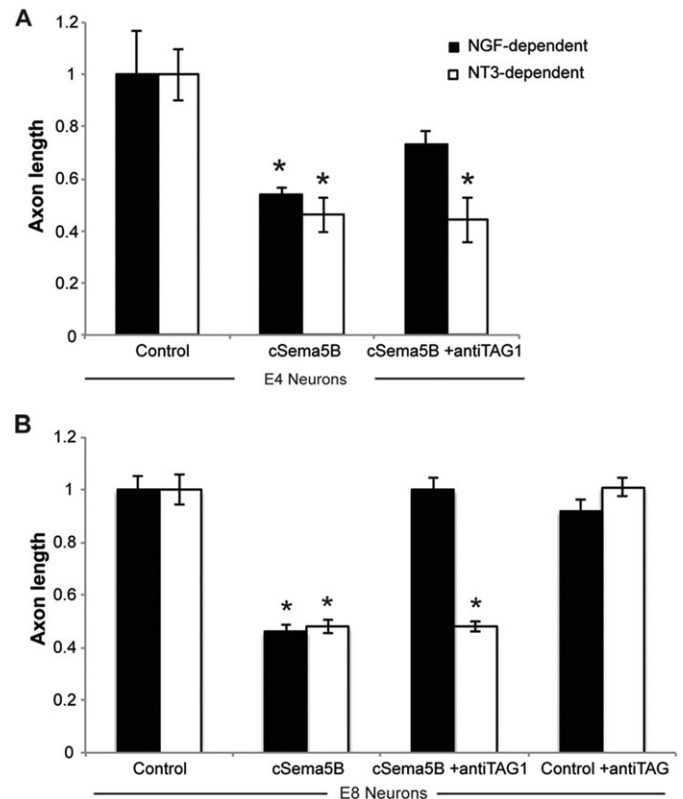 A
1.2
1
0.8
0.6
0.4
0.2
0
Axon length
NGF-dependent
NT3-dependent
*
*
*
Control cSema5B cSema5B +antiTAG1
E4 Neurons
B
1.2
1
0.8
0.6
0.4
0.2
0
Axon length
*
*
*
Control cSema5B cSema5B +antiTAG1 Control +antiTAG
E8 Neurons